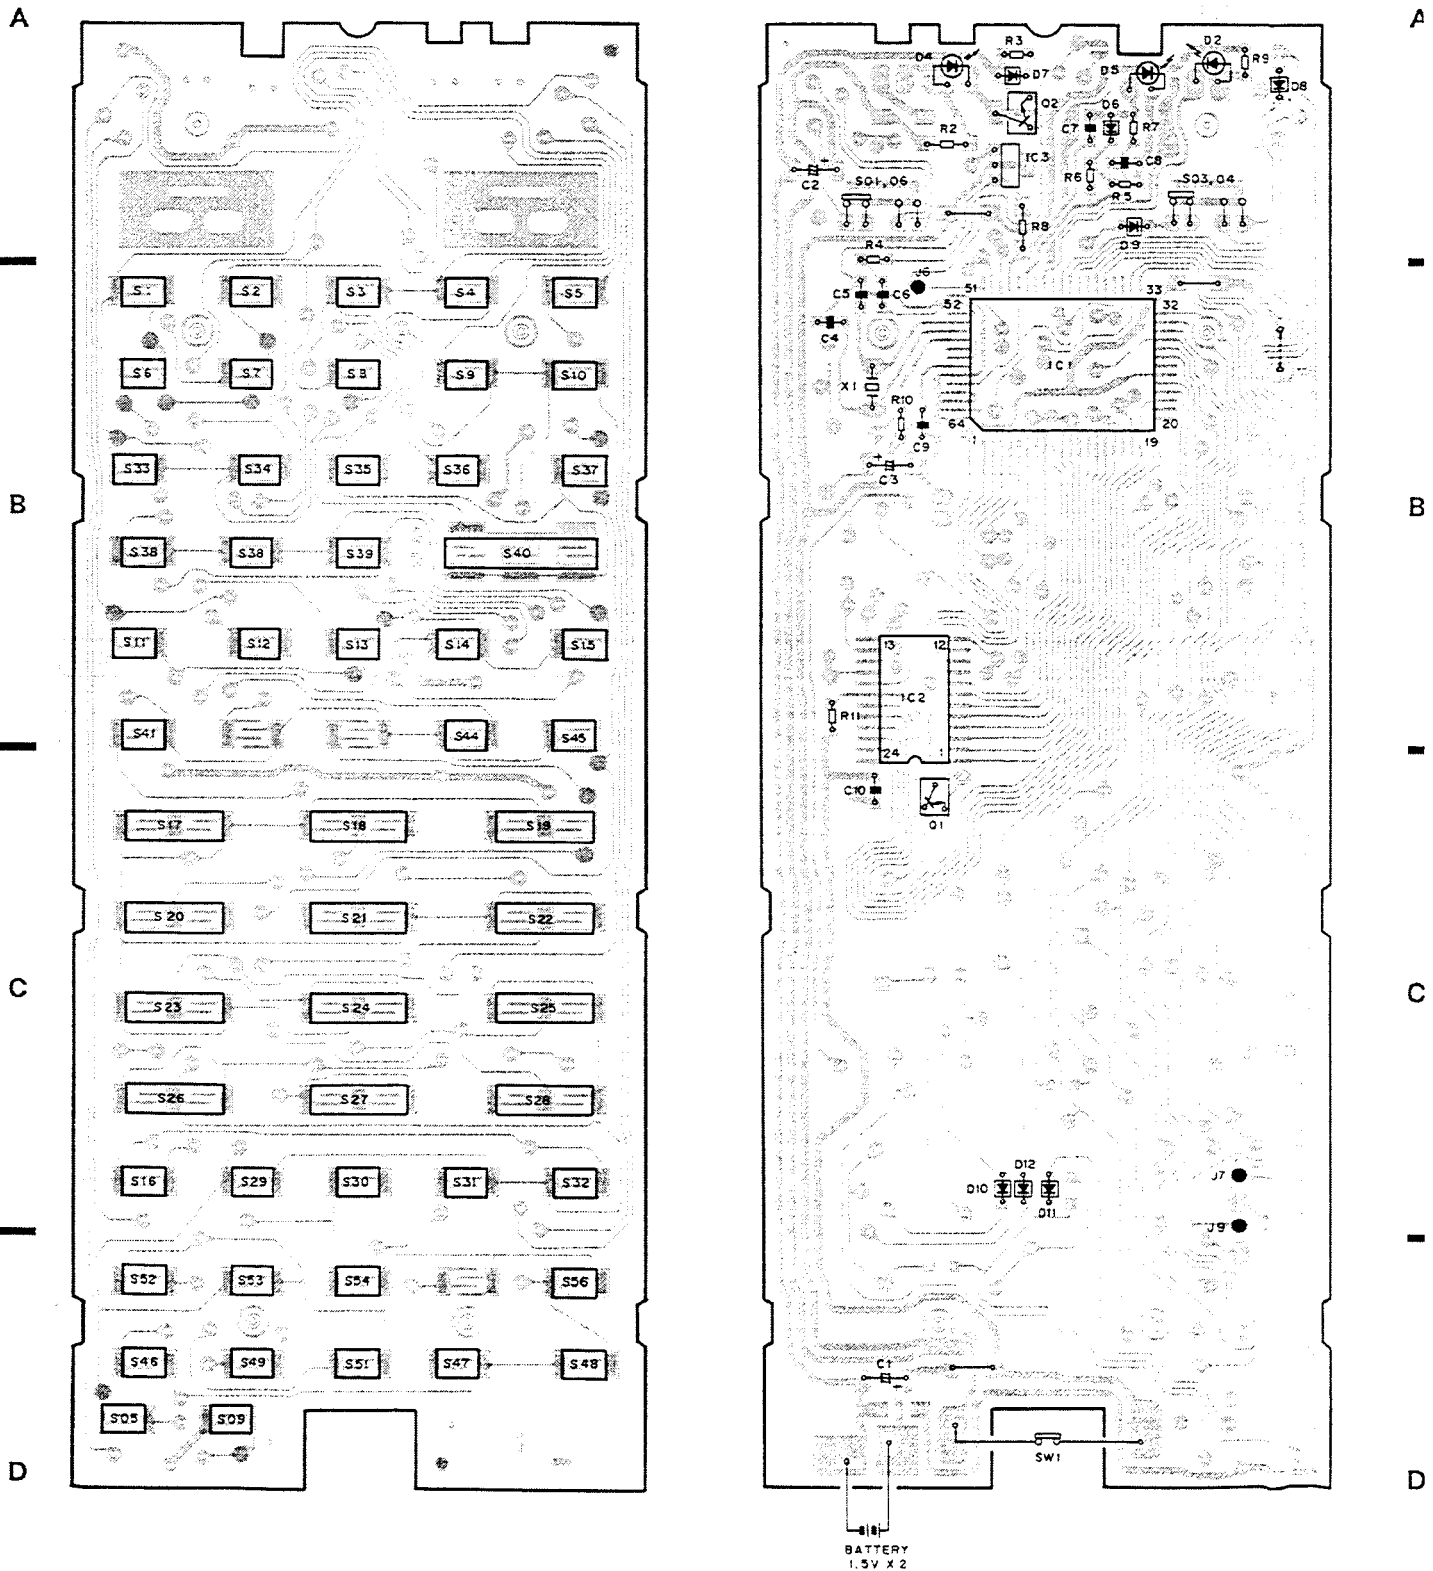 A
S1 S2 S3 S4 S5
S6 S7 S8 S9 S10
S33 S34 S35 S36 S37
B
S38 S38 S39 S40
S11 S12 S13 S14 S15
S41 S44 S45
S17 S18 S19
S20 S21 S22
C
S23 S24 S25
S26 S27 S28
S16 S29 S30 S31 S32
S52 S53 S54 S56
S46 S49 S51 S47 S48
S05 S09
D
A
D4 R3 D7 D5 D2 R9 D8
Q2 D6
R2 C7 R7
IC3 C8
C2 R6
S01,06 R5 S03,04
R8 D9
R4
J6
C5 C6 51 33
52 32
C4
IC1
X1
R10
64 20
C9 1 19
C3
B
13 12
IC2
R11
24 1
C10
Q1
C
D12
D10 J7
D11
J9
C1
SW1
D
BATTERY
1.5V X 2